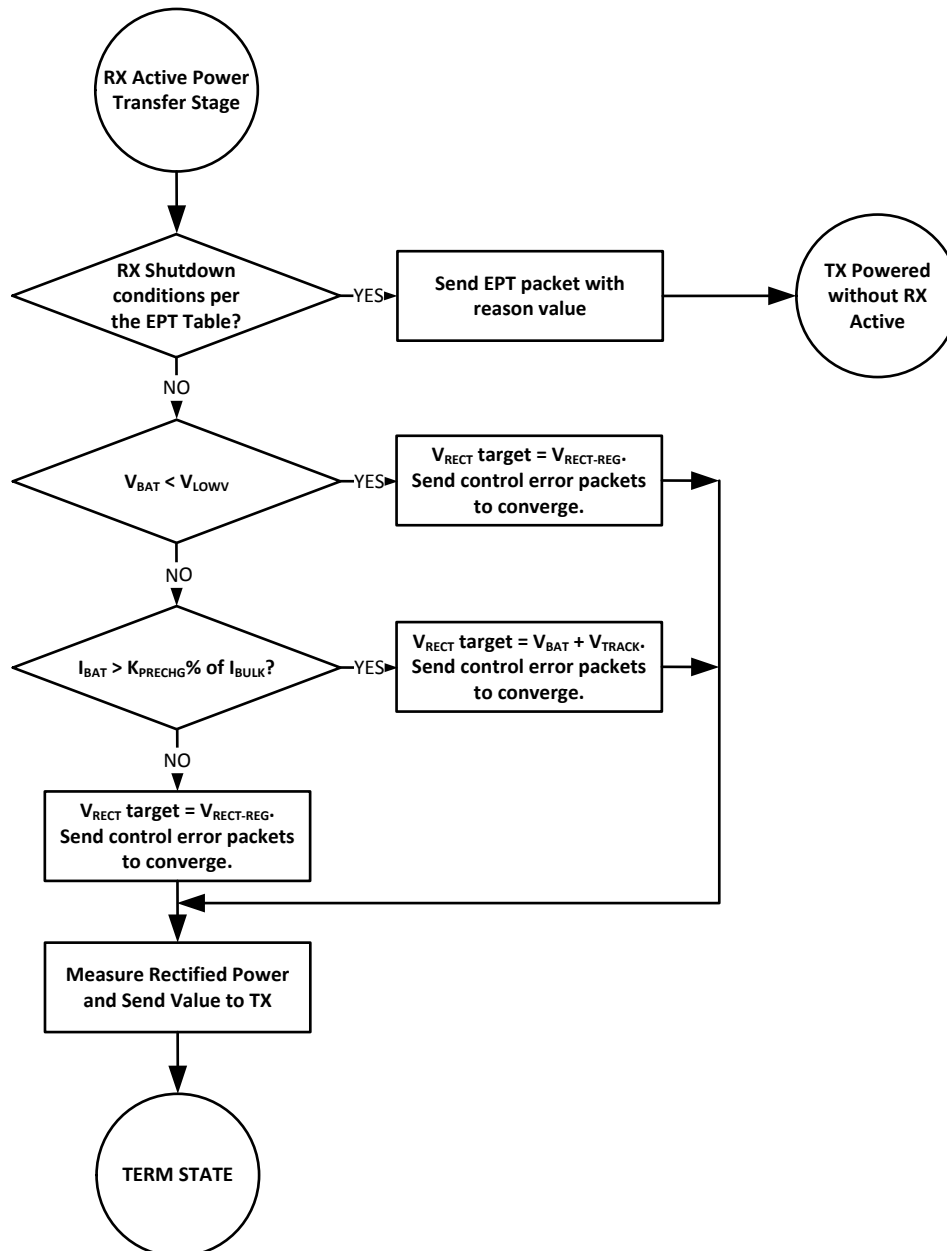 RX Active Power
Transfer Stage
RX Shutdown
conditions per
the EPT Table?
YES
Send EPT packet with
reason value
TX Powered
without RX
Active
NO
VBAT < VLOWV
YES
VRECT target = VRECT-REG.
Send control error packets
to converge.
NO
IBAT > KPRECHG% of IBULK?
YES
VRECT target = VBAT + VTRACK.
Send control error packets
to converge.
NO
VRECT target = VRECT-REG.
Send control error packets
to converge.
Measure Rectified Power
and Send Value to TX
TERM STATE